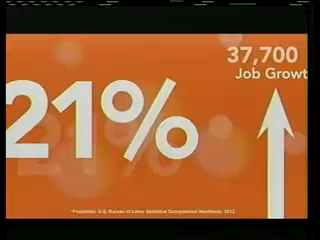 37,700
Job Growt
21%
*Projection: U.S. Bureau of Labor Statistics Occupational Handbook, 2012